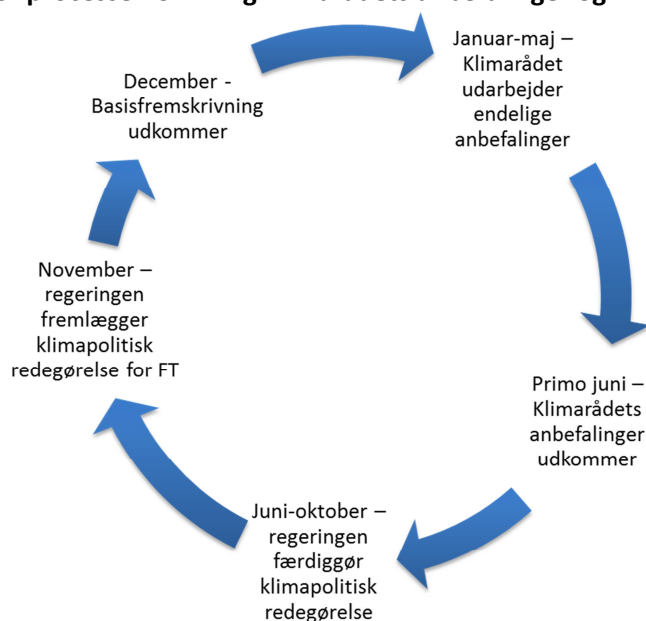 Januar-maj –
Klimarådet
udarbejder
endelige
anbefalinger
Primo juni –
Klimarådets
anbefalinger
udkommer
Juni-oktober –
regeringen
færdiggør
klimapolitisk
redegørelse
November –
regeringen
fremlægger
klimapolitisk
redegørelse for FT
December -
Basisfremskrivning
udkommer